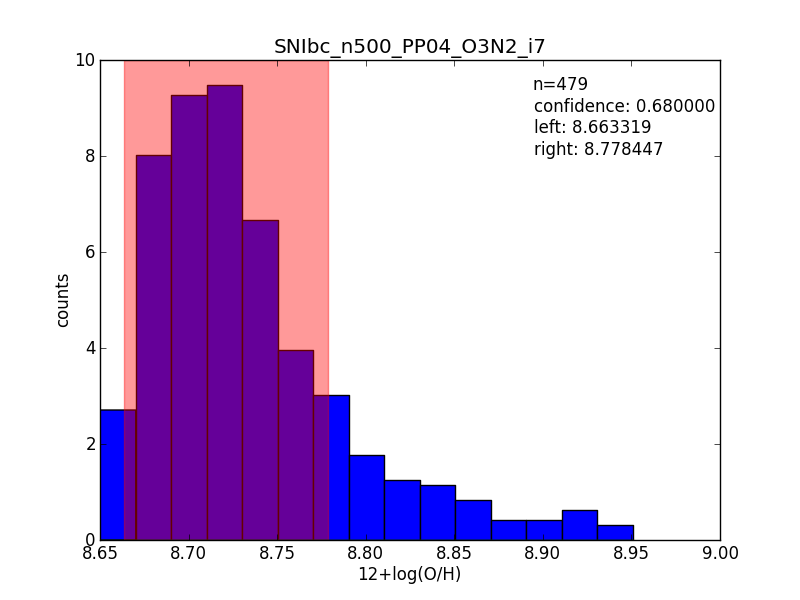 SNIbc_n500_PP04_O3N2_i7
n=479
confidence: 0.680000
left: 8.663319
right: 8.778447
counts
10
8
6
4
2
0
8.65 8.70 8.75 8.80 8.85 8.90 8.95 9.00
12+log(O/H)